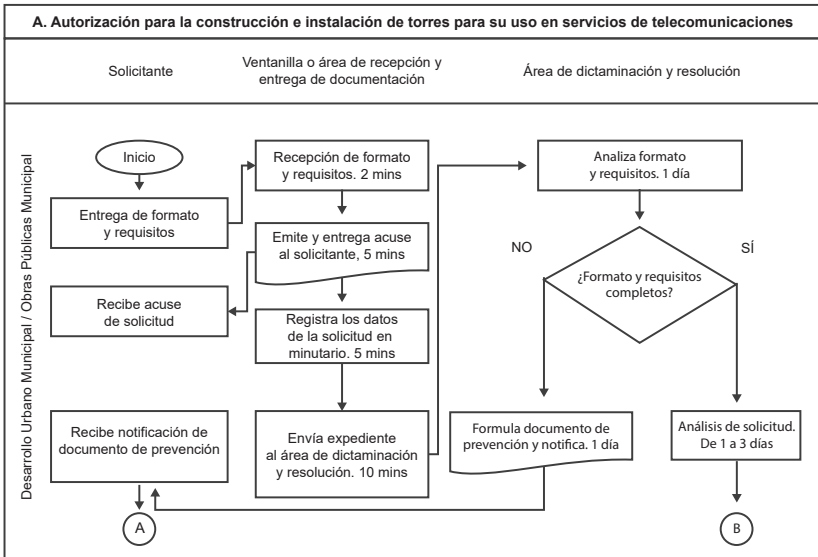 A. Autorización para la construcción e instalación de torres para su uso en servicios de telecomunicaciones
Solicitante
Ventanilla o área de recepción y
entrega de documentación
Área de dictaminación y resolución
Desarrollo Urbano Municipal / Obras Públicas Municipal
Inicio
Entrega de formato
y requisitos
Recepción de formato
y requisitos. 2 mins
Emite y entrega acuse
al solicitante, 5 mins
Recibe acuse
de solicitud
Registra los datos
de la solicitud en
minutario. 5 mins
Envía expediente
al área de dictaminación
y resolución. 10 mins
Analiza formato
y requisitos. 1 día
¿Formato y requisitos
completos?
NO
SÍ
Formula documento de
prevención y notifica. 1 día
Análisis de solicitud.
De 1 a 3 días
Recibe notificación de
documento de prevención
A
B